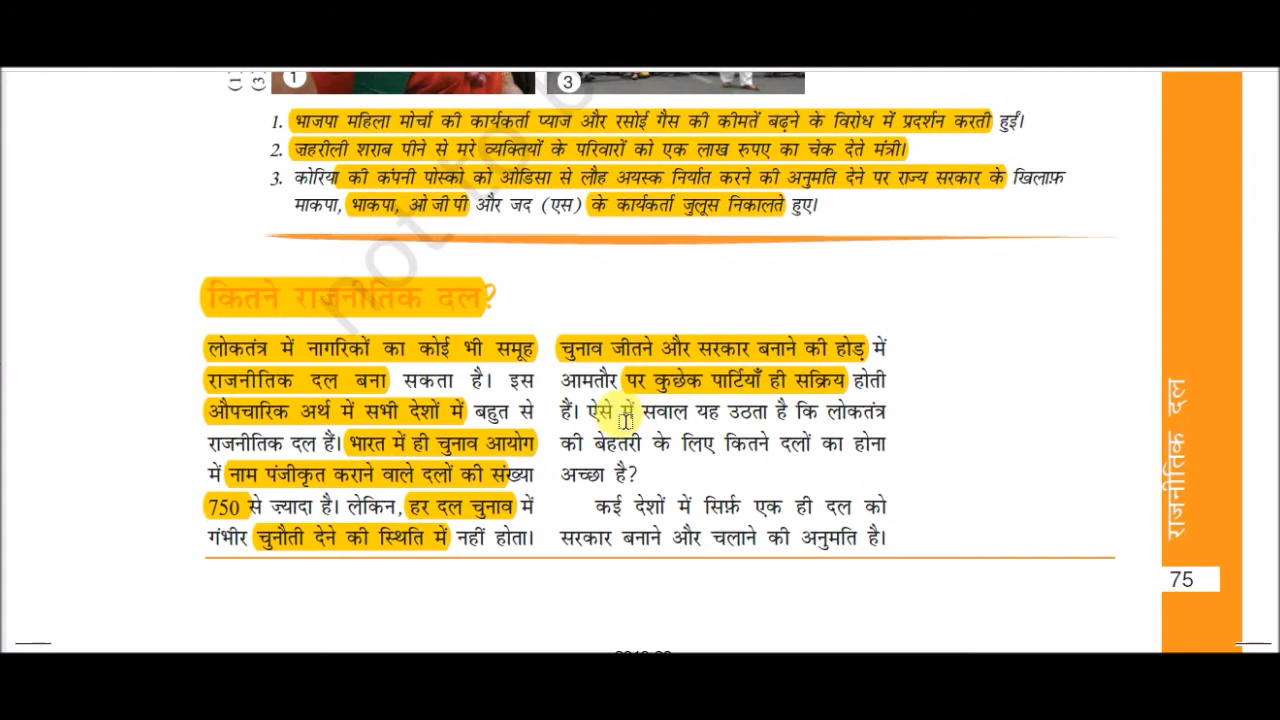 1
3
1. भाजपा महिला मोर्चा की कार्यकर्ता प्याज और रसोई गैस की कीमतें बढ़ने के विरोध में प्रदर्शन करती हुईं।
2. जहरीली शराब पीने से मरे व्यक्तियों के परिवारों को एक लाख रुपए का चेक देते मंत्री।
3. कोरिया की कंपनी पोस्को को ओडिसा से लौह अयस्क निर्यात करने की अनुमति देने पर राज्य सरकार के खिलाफ़
माकपा, भाकपा, ओ जी पी और जद (एस) के कार्यकर्ता जुलूस निकालते हुए।
not to b
कितने राजनीतिक दल?
लोकतंत्र में नागरिकों का कोई भी समूह
राजनीतिक दल बना सकता है। इस
औपचारिक अर्थ में सभी देशों में बहुत से
राजनीतिक दल हैं। भारत में ही चुनाव आयोग
में नाम पंजीकृत कराने वाले दलों की संख्या
750 से ज्यादा है। लेकिन, हर दल चुनाव में
गंभीर चुनौती देने की स्थिति में नहीं होता।
चुनाव जीतने और सरकार बनाने की होड़ में
आमतौर पर कुछेक पार्टियाँ ही सक्रिय होती
हैं। ऐसे में सवाल यह उठता है कि लोकतंत्र
की बेहतरी के लिए कितने दलों का होना
अच्छा है?
कई देशों में सिर्फ़ एक ही दल को
सरकार बनाने और चलाने की अनुमति है।
राजनीतिक दल
75